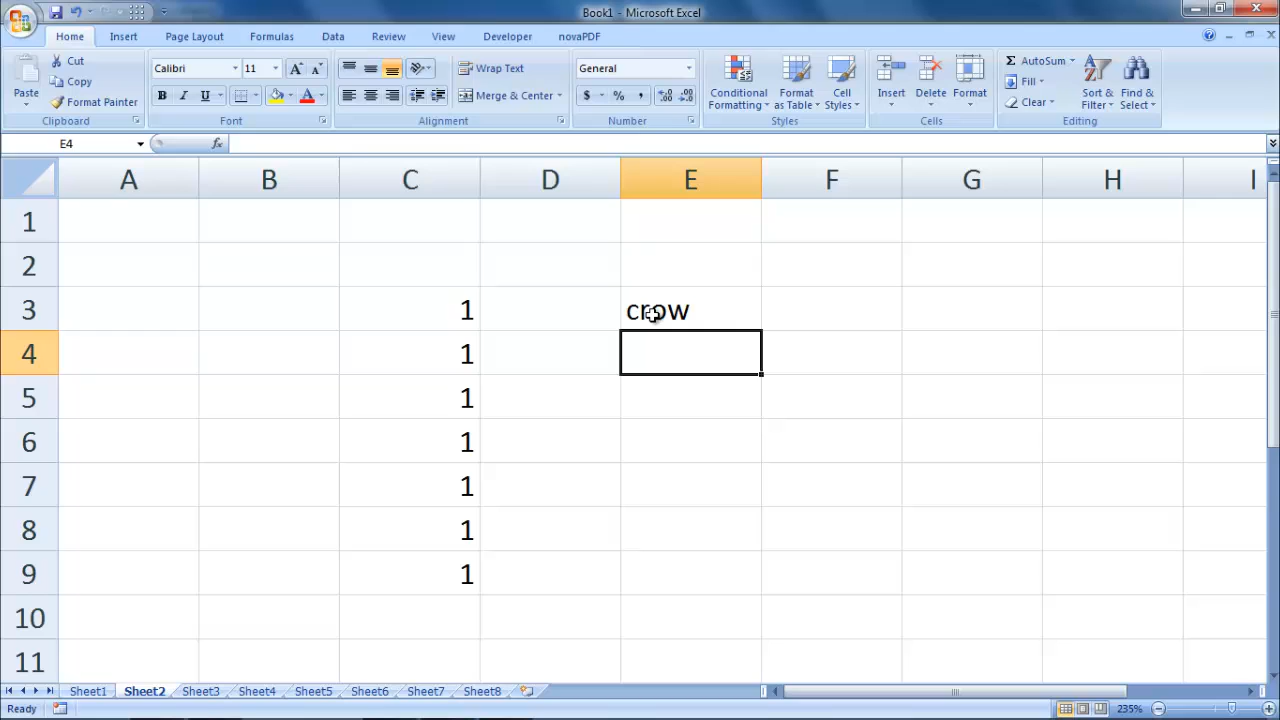 Book1 - Microsoft Excel
Home Insert Page Layout Formulas Data Review View Developer novaPDF
Paste
Cut
Copy
Format Painter
Clipboard
Calibri 11
B I U
Font
Wrap Text
Merge & Center
Alignment
General
$ % ,
Number
Conditional Formatting
Format as Table
Cell Styles
Styles
Insert
Delete
Format
Cells
Σ AutoSum
Fill
Clear
Sort & Filter
Find & Select
Editing
E4 fx
A B C D E F G H I
1
2
3 1 crow
4 1
5 1
6 1
7 1
8 1
9 1
10
11
Sheet1 Sheet2 Sheet3 Sheet4 Sheet5 Sheet6 Sheet7 Sheet8
Ready 235%